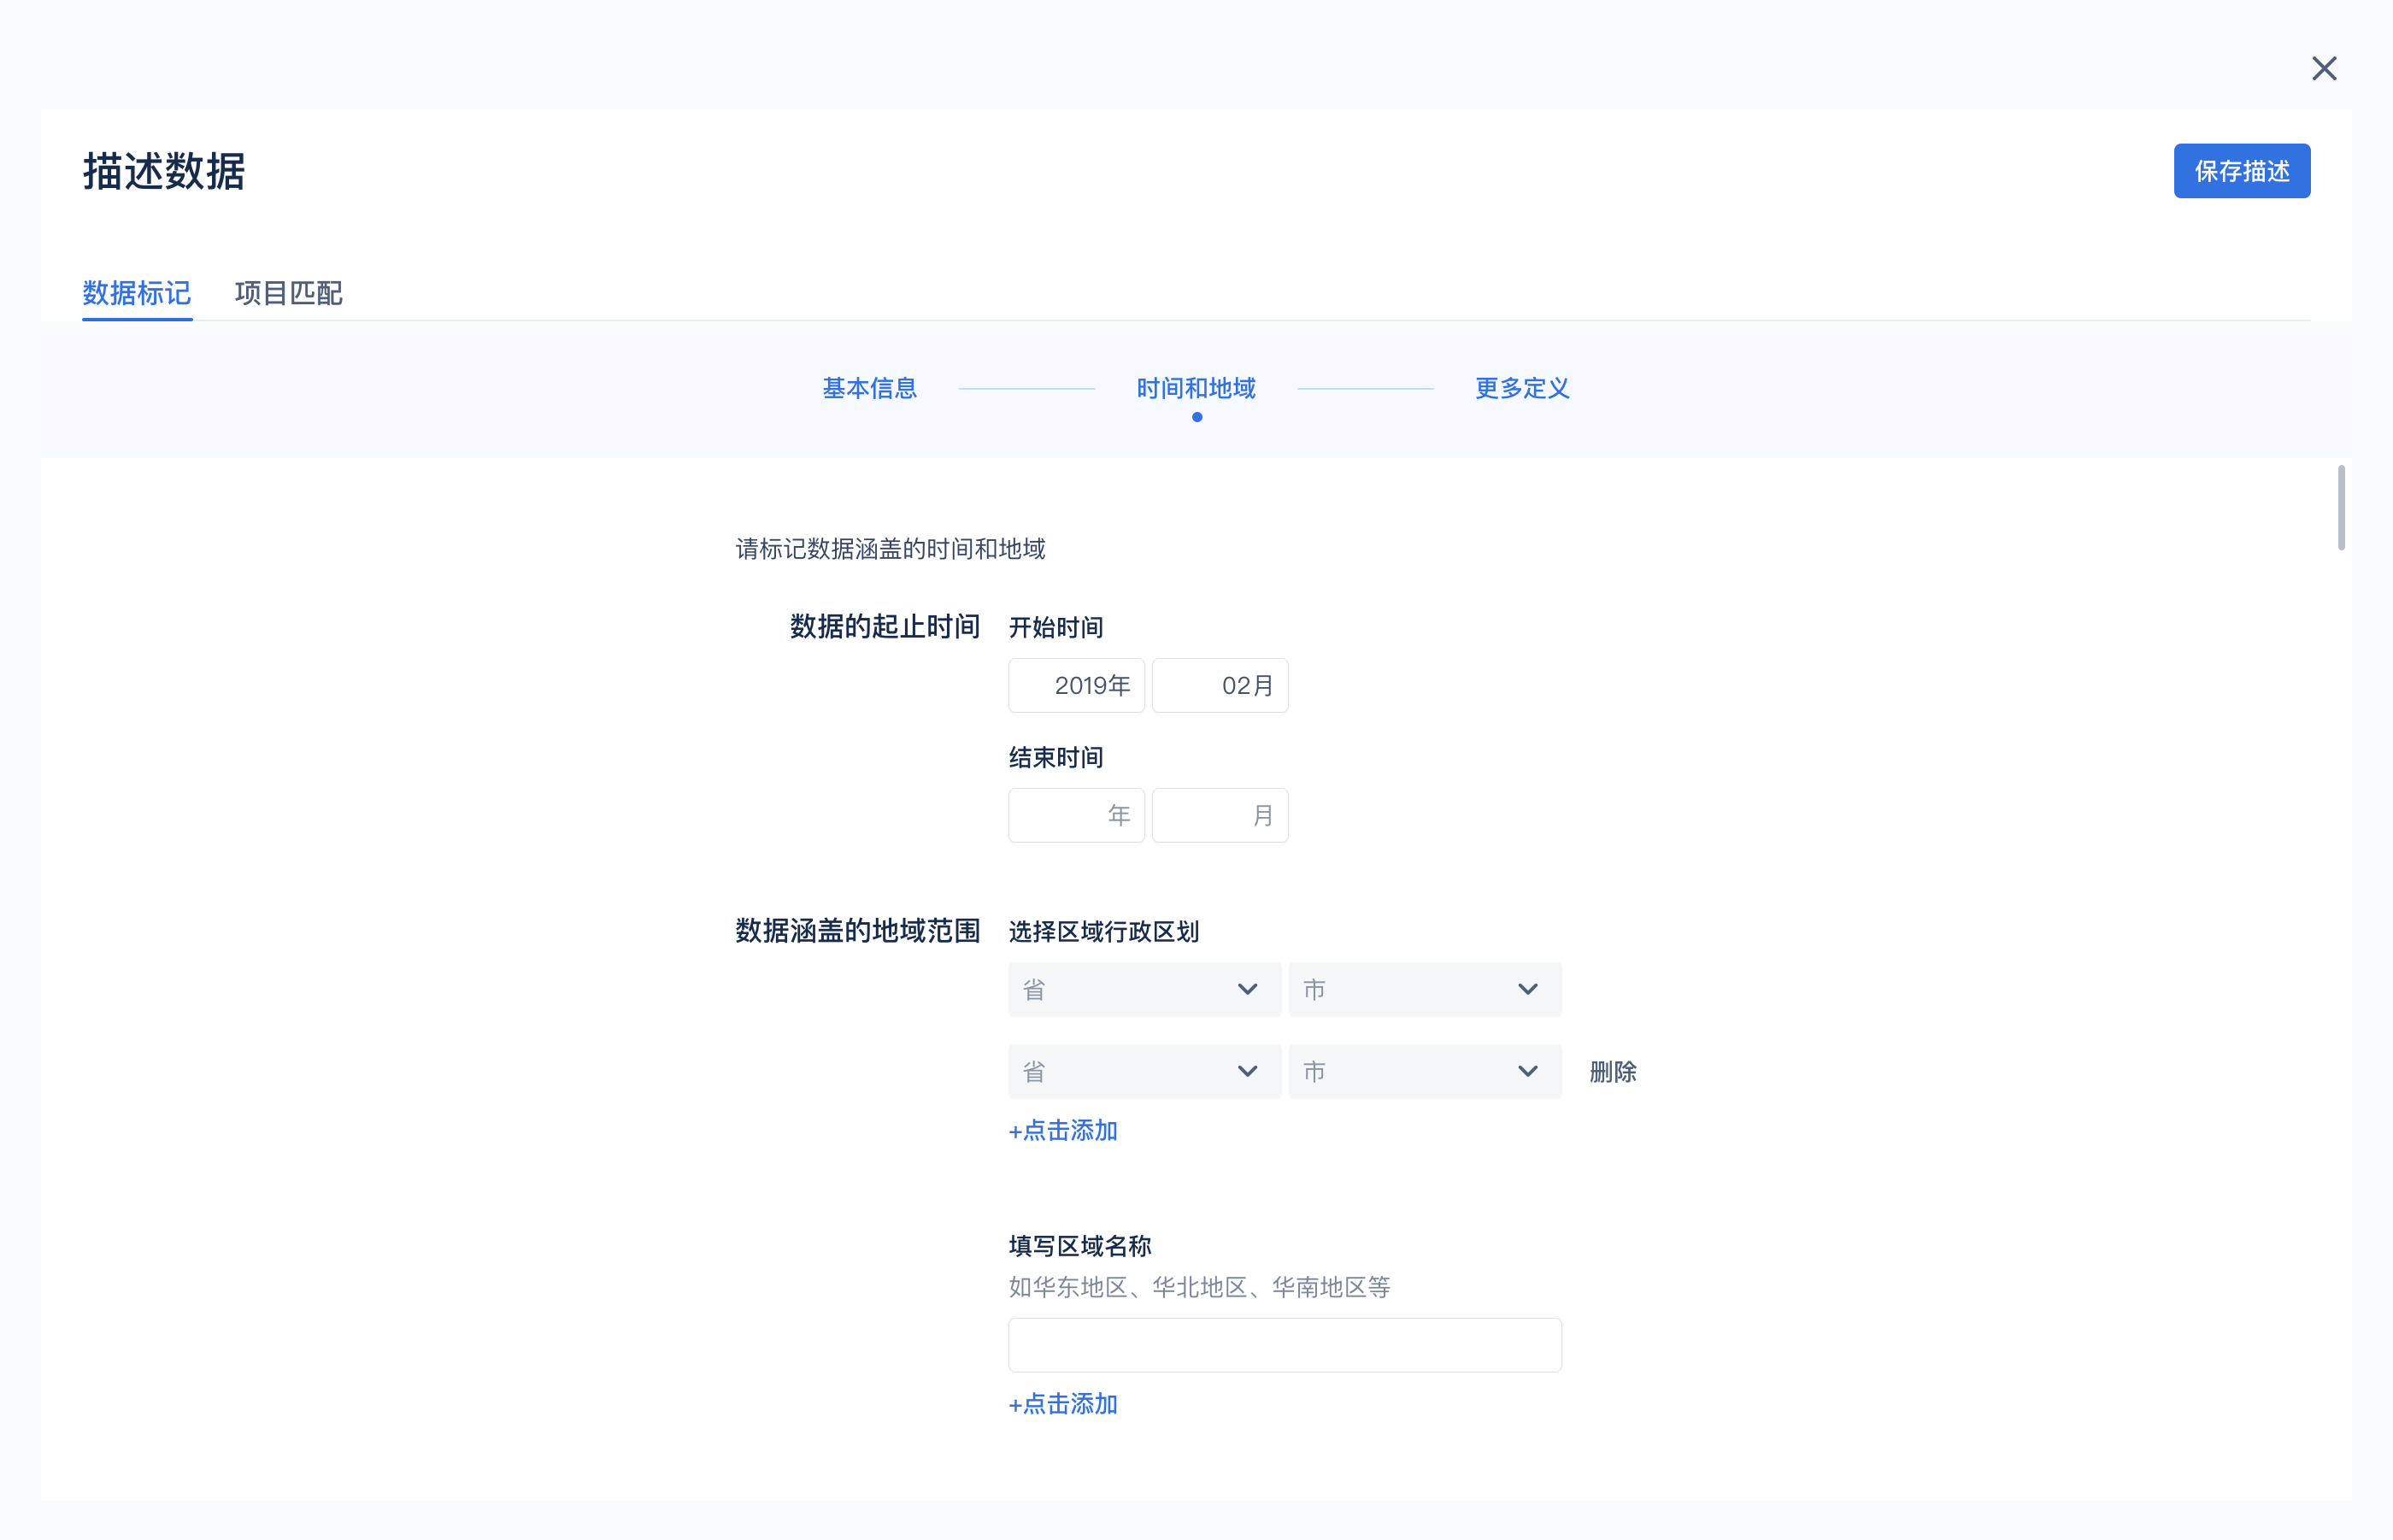 描述数据
保存描述
数据标记 项目匹配
基本信息 时间和地域 更多定义
请标记数据涵盖的时间和地域
数据的起止时间 开始时间
2019年 02月
结束时间
年 月
数据涵盖的地域范围 选择区域行政区划
省 市
省 市 删除
+点击添加
填写区域名称
如华东地区、华北地区、华南地区等
+点击添加